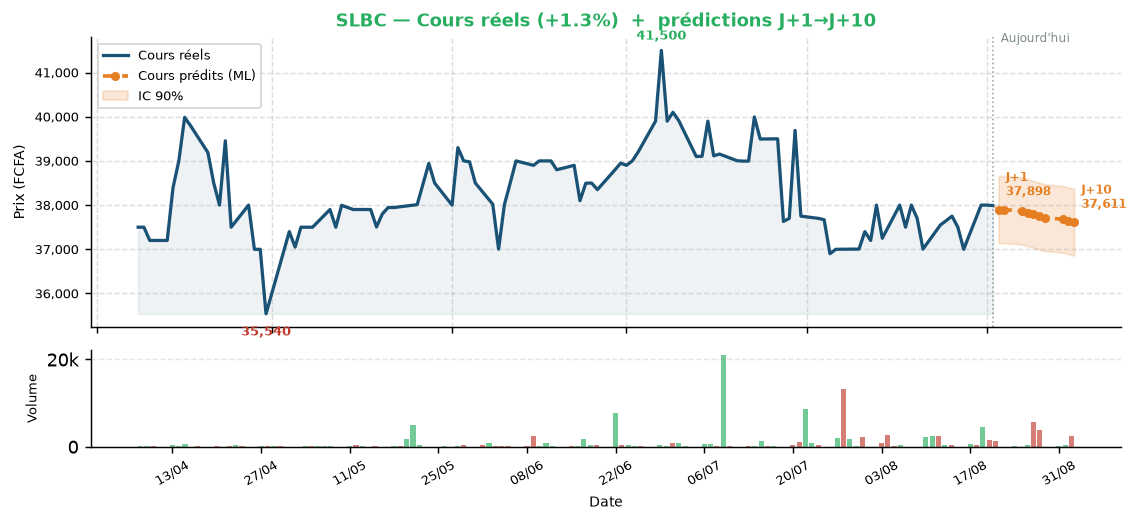 SLBC — Cours réels (+1.3%)  +  prédictions J+1→J+10
41,500
Aujourd'hui
Cours réels
Cours prédits (ML)
IC 90%
Prix (FCFA)
41,000
40,000
39,000
38,000
37,000
36,000
J+1
37,898
J+10
37,611
35,540
Volume
20k
0
13/04
27/04
11/05
25/05
08/06
22/06
06/07
20/07
03/08
17/08
31/08
Date